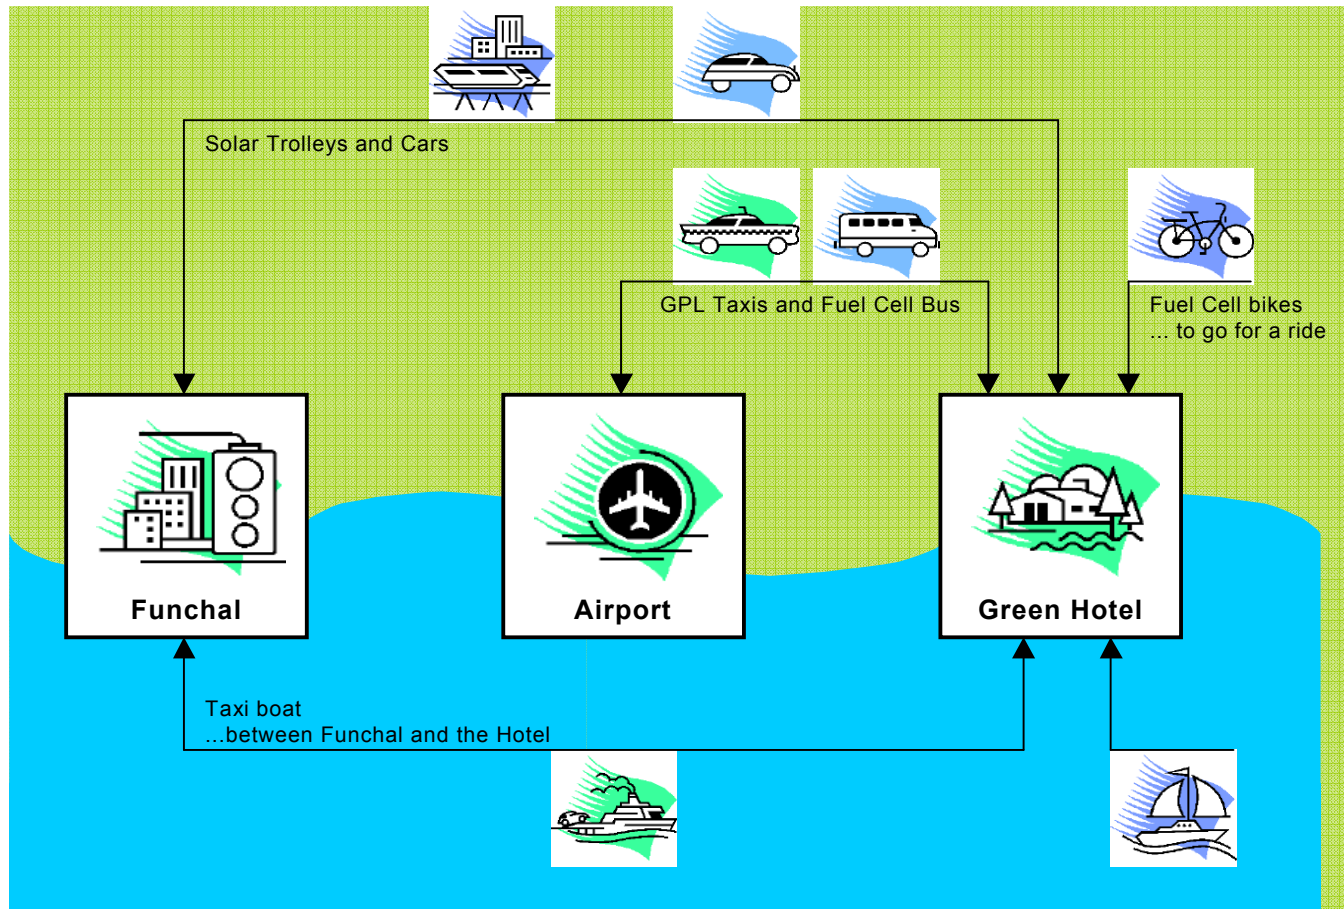 Solar Trolleys and Cars
GPL Taxis and Fuel Cell Bus
Fuel Cell bikes
... to go for a ride
Funchal
Airport
Green Hotel
Taxi boat
...between Funchal and the Hotel